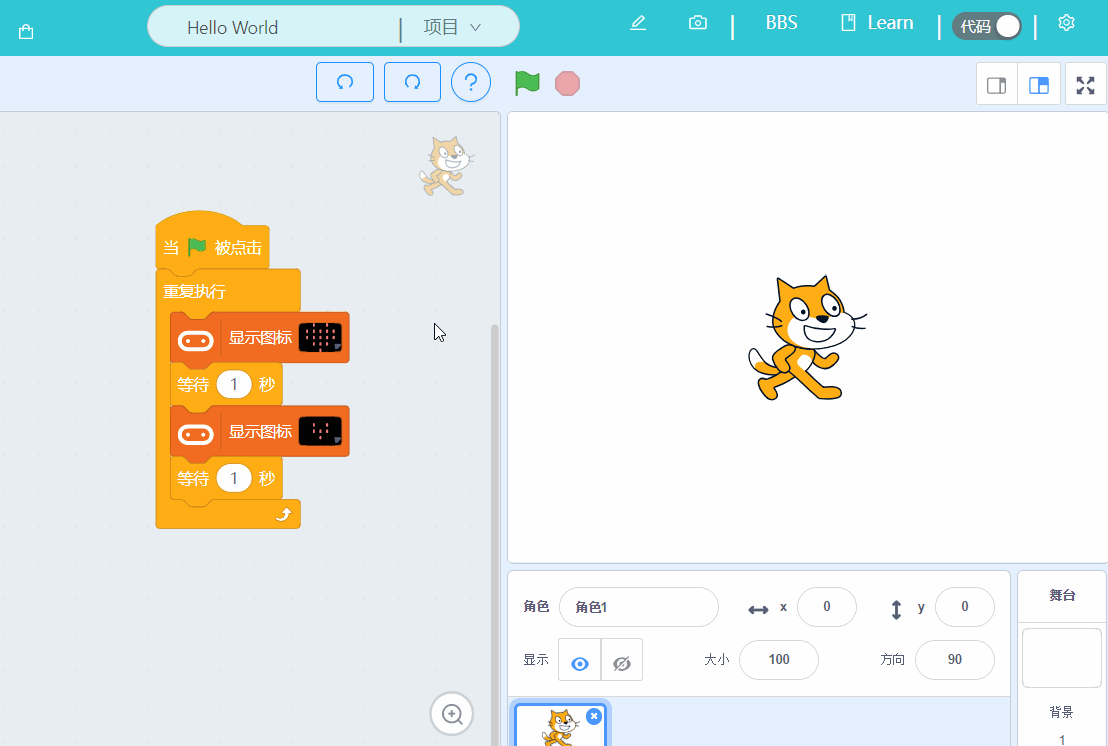 Hello World
项目
BBS
Learn
代码
当 被点击
重复执行
显示图标
等待 1 秒
显示图标
等待 1 秒
角色 角色1 x 0 y 0
显示 大小 100 方向 90
舞台
背景
1